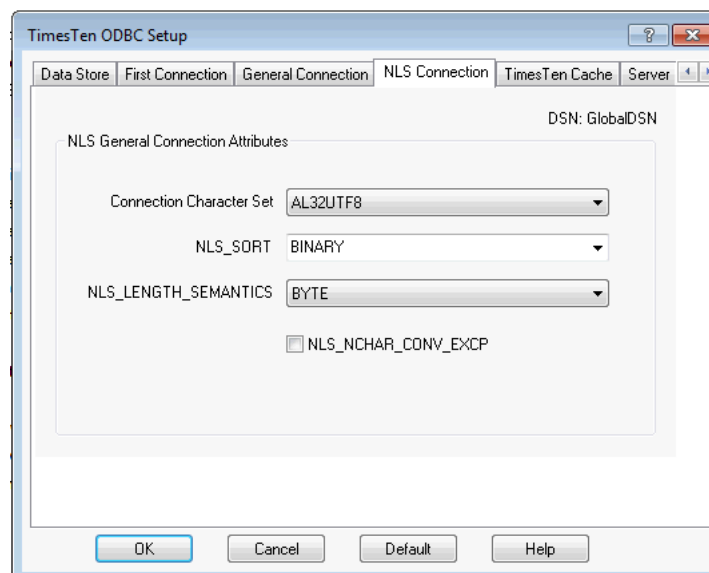 TimesTen ODBC Setup
Data Store First Connection General Connection NLS Connection TimesTen Cache Server
DSN: GlobalDSN
NLS General Connection Attributes
Connection Character Set AL32UTF8
NLS_SORT BINARY
NLS_LENGTH_SEMANTICS BYTE
NLS_NCHAR_CONV_EXCP
OK Cancel Default Help